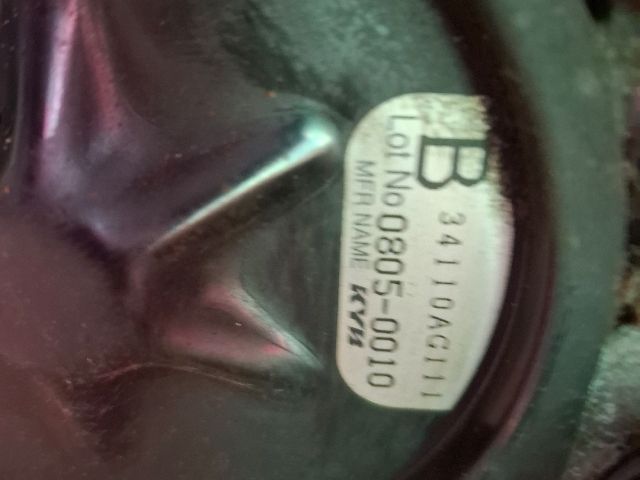 B 34110AG111
Lot No 0805-0010
MFR NAME KYB